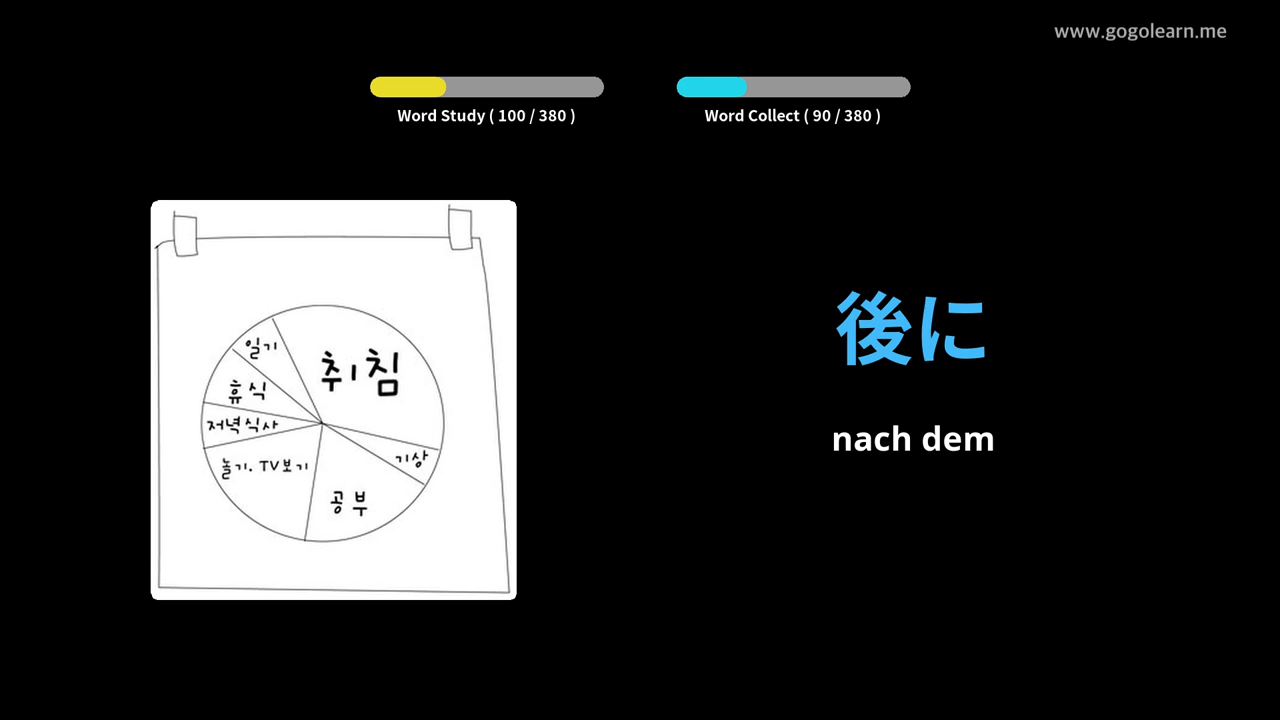 www.gogolearn.me
Word Study ( 100 / 380 )
Word Collect ( 90 / 380 )
일기
취침
휴식
저녁식사
놀기. TV보기
기상
공부
後に
nach dem